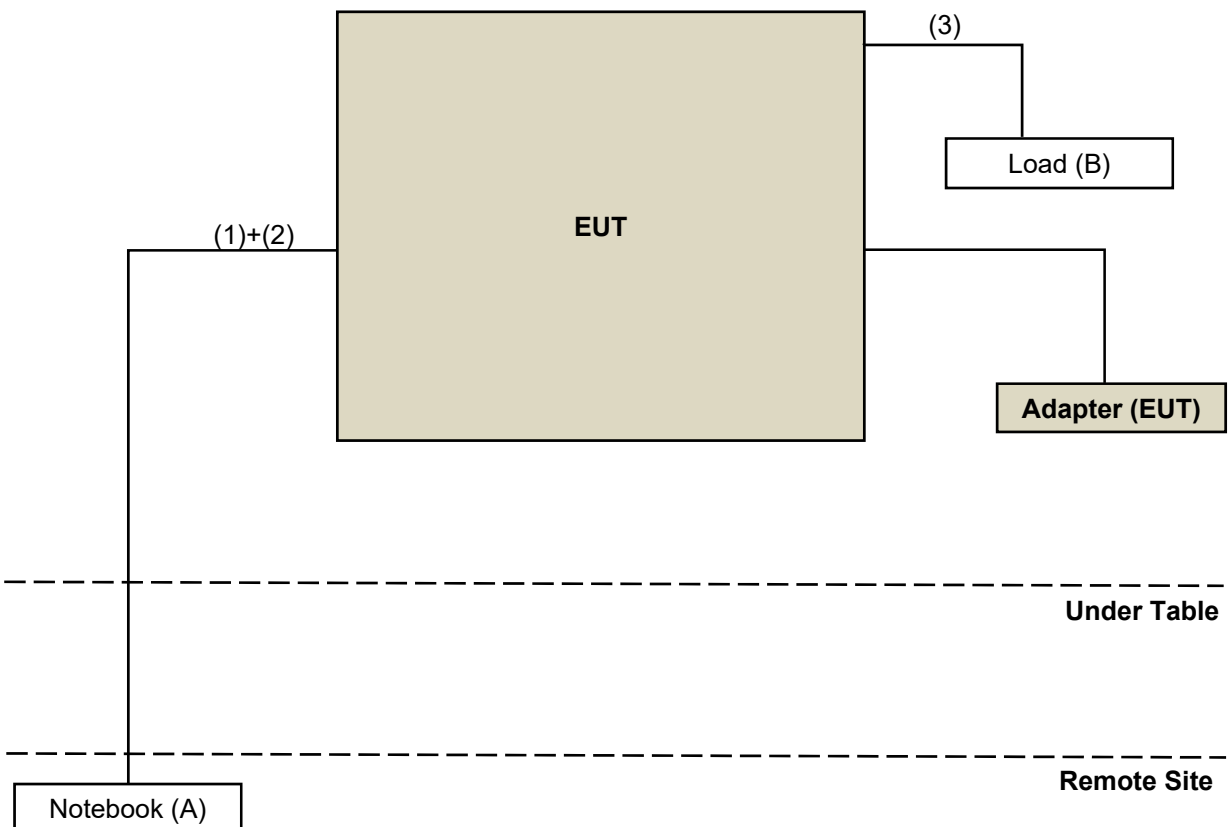 (3)
Load (B)
EUT
(1)+(2)
Adapter (EUT)
Under Table
Remote Site
Notebook (A)